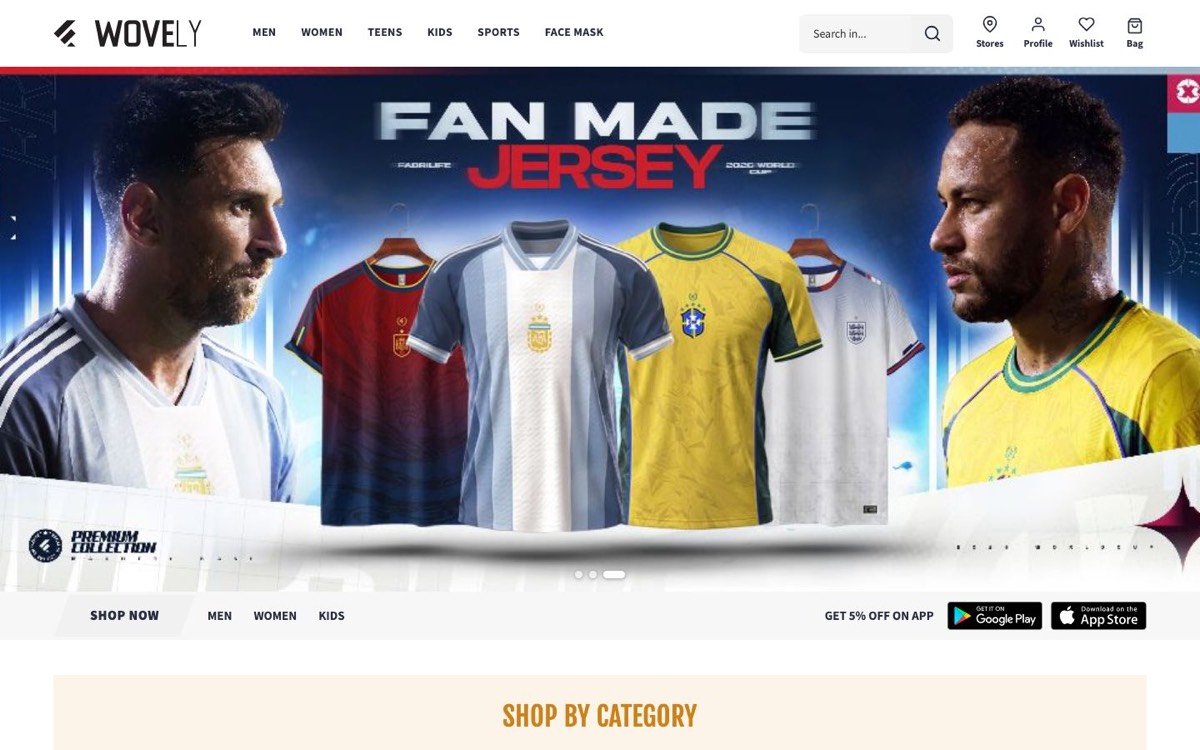 WOVELY
MEN WOMEN TEENS KIDS SPORTS FACE MASK
Search in...
Stores Profile Wishlist Bag
FAN MADE
FABRILIFE JERSEY 2026 WORLD CUP
PREMIUM
COLLECTION
SHOP NOW MEN WOMEN KIDS
GET 5% OFF ON APP
GET IT ON
Google Play
Download on the
App Store
SHOP BY CATEGORY